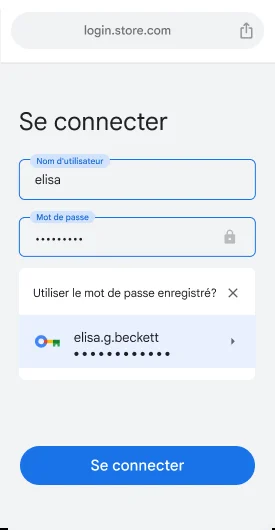 login.store.com
Se connecter
Nom d'utilisateur
elisa
Mot de passe
•••••••••
Utiliser le mot de passe enregistré?
elisa.g.beckett
••••••••••••
Se connecter